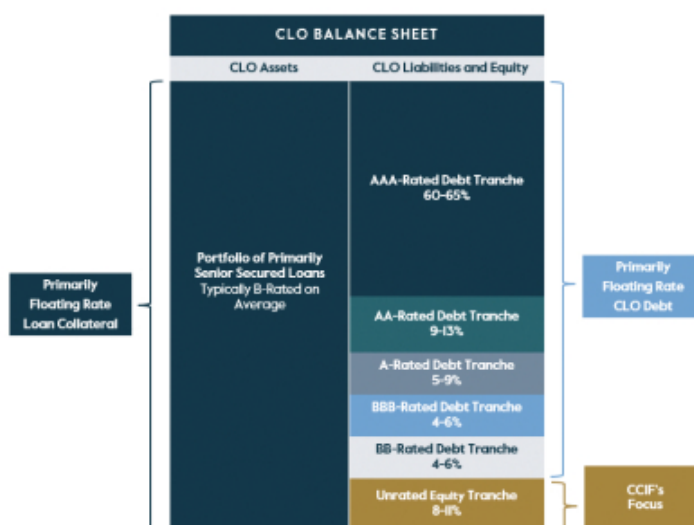 CLO BALANCE SHEET
CLO Assets
CLO Liabilities and Equity
Primarily
Floating Rate
Loan Collateral
Portfolio of Primarily
Senior Secured Loans
Typically B-Rated on
Average
AAA-Rated Debt Tranche
60-65%
AA-Rated Debt Tranche
9-13%
A-Rated Debt Tranche
5-9%
BBB-Rated Debt Tranche
4-6%
BB-Rated Debt Tranche
4-6%
Unrated Equity Tranche
8-11%
Primarily
Floating Rate
CLO Debt
CCIF's
Focus